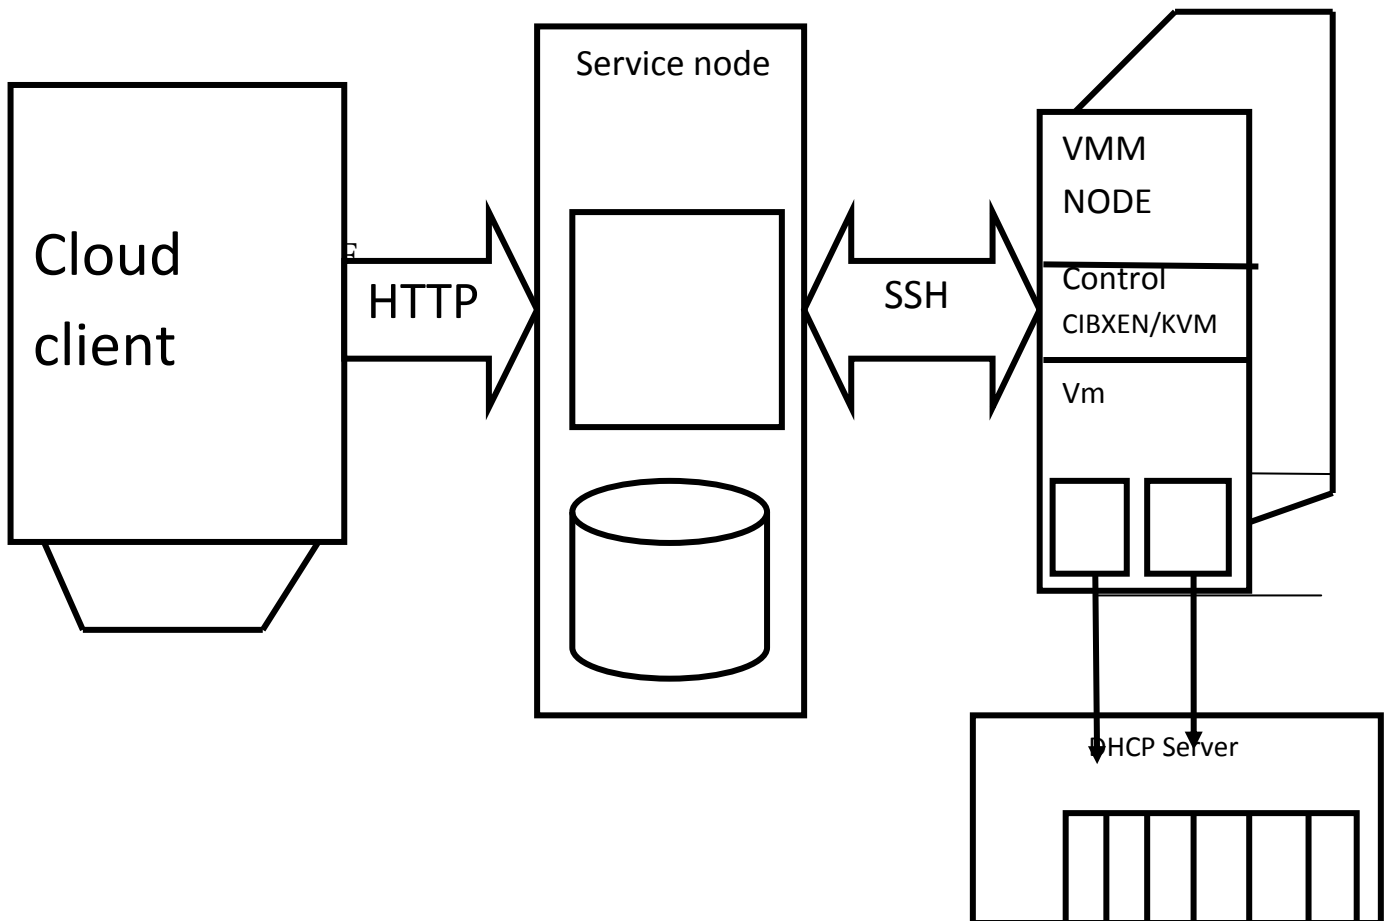 Service node
VMM
NODE
Cloud
client
HTTP
SSH
Control
CIBXEN/KVM
Vm
DHCP Server